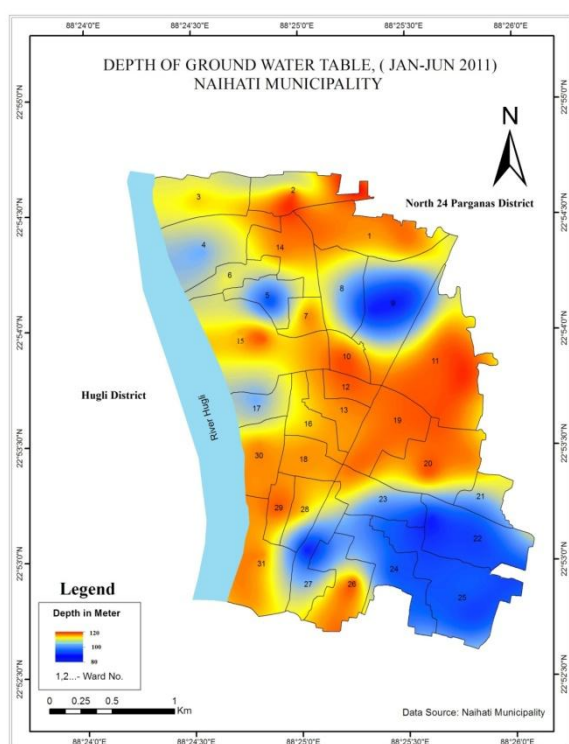 88°24'0"E 88°24'30"E 88°25'0"E 88°25'30"E 88°26'0"E
DEPTH OF GROUND WATER TABLE, ( JAN-JUN 2011)
NAIHATI MUNICIPALITY
22°55'0"N 22°55'0"N
N
North 24 Parganas District
22°54'30"N 22°54'30"N
3
2
1
14
4
6
5
8
9
7
22°54'0"N 22°54'0"N
15
10
11
12
13
Hugli District
River Hugli
17
16
19
22°53'30"N 22°53'30"N
30
18
20
29
28
23
21
22
22°53'0"N 22°53'0"N
31
27
26
24
25
Legend
Depth in Meter
120
100
80
1,2...- Ward No.
22°52'30"N 22°52'30"N
0 0.25 0.5 1
Km
Data Source: Naihati Municipality
88°24'0"E 88°24'30"E 88°25'0"E 88°25'30"E 88°26'0"E